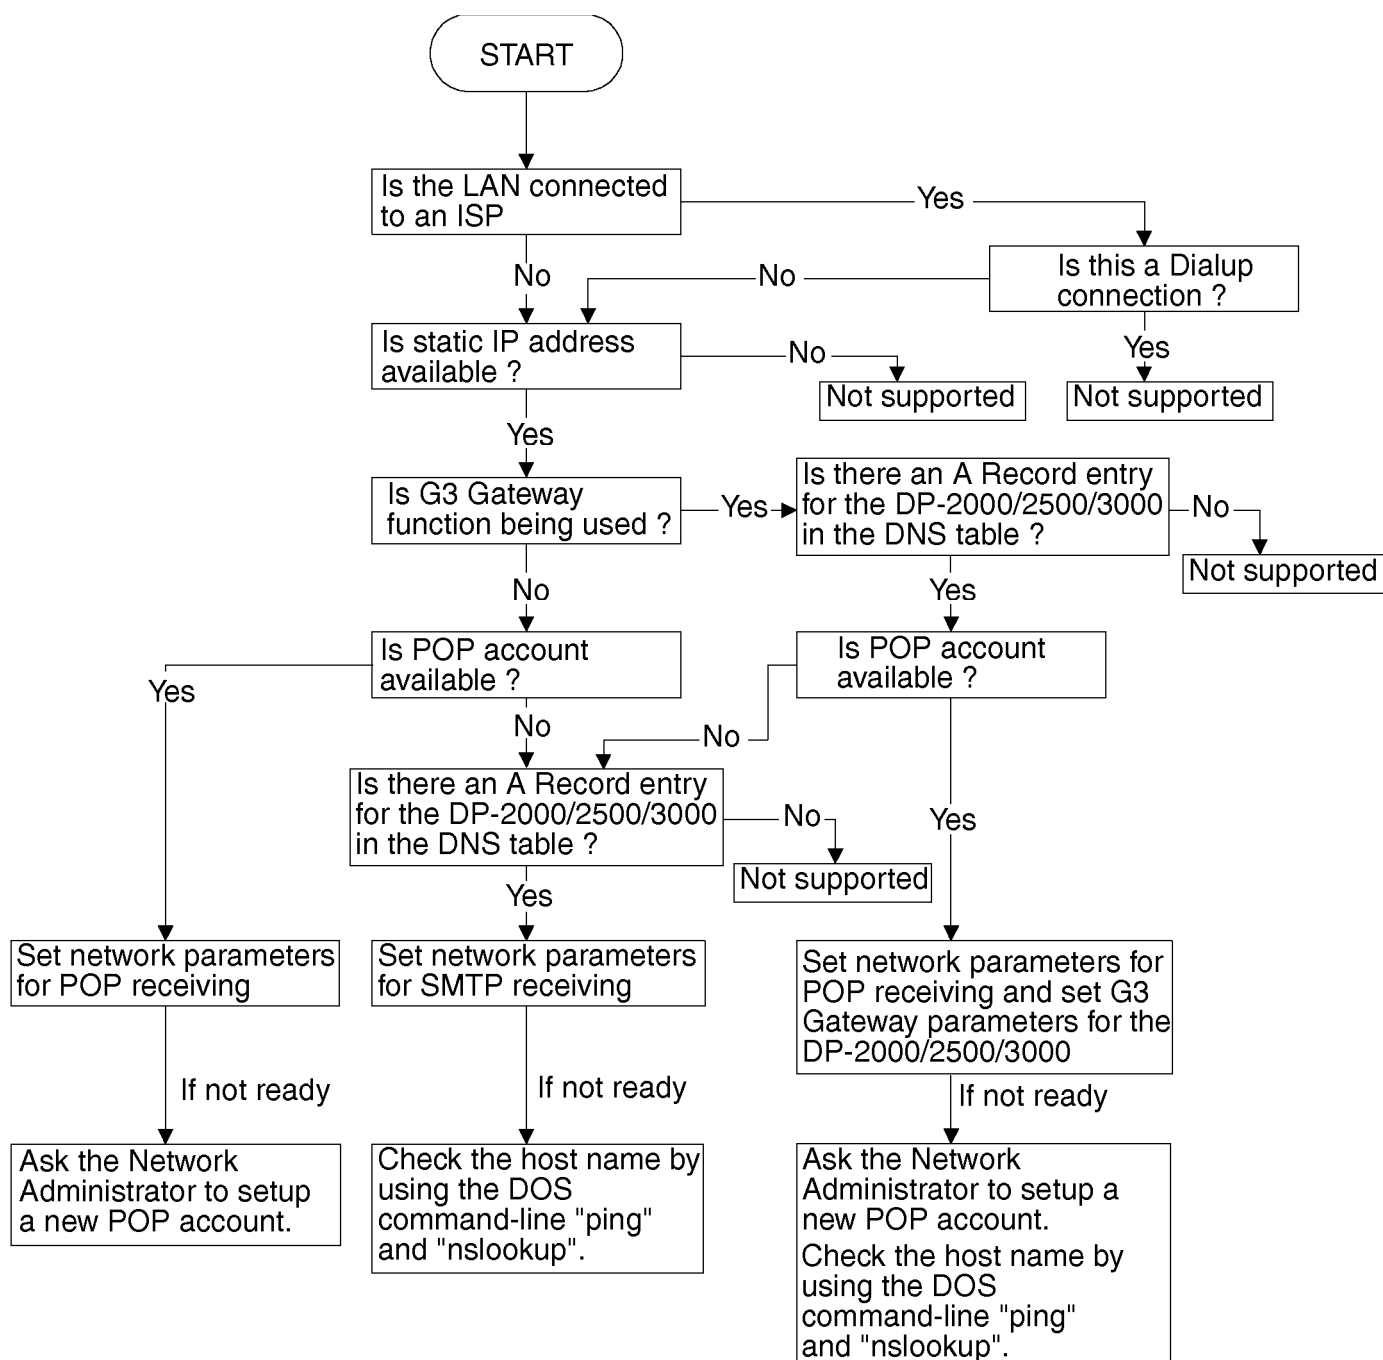 START
Is the LAN connected
to an ISP
Yes
No
No
Is this a Dialup
connection ?
Is static IP address
available ?
No
Yes
Not supported
Not supported
Yes
Is G3 Gateway
function being used ?
Yes
Is there an A Record entry
for the DP-2000/2500/3000
in the DNS table ?
No
Not supported
No
Yes
Is POP account
available ?
Is POP account
available ?
Yes
No
No
Is there an A Record entry
for the DP-2000/2500/3000
in the DNS table ?
No
Yes
Not supported
Yes
Set network parameters
for POP receiving
Set network parameters
for SMTP receiving
Set network parameters for
POP receiving and set G3
Gateway parameters for the
DP-2000/2500/3000
If not ready
If not ready
If not ready
Ask the Network
Administrator to setup
a new POP account.
Check the host name by
using the DOS
command-line "ping"
and "nslookup".
Ask the Network
Administrator to setup a
new POP account.
Check the host name by
using the DOS
command-line "ping"
and "nslookup".